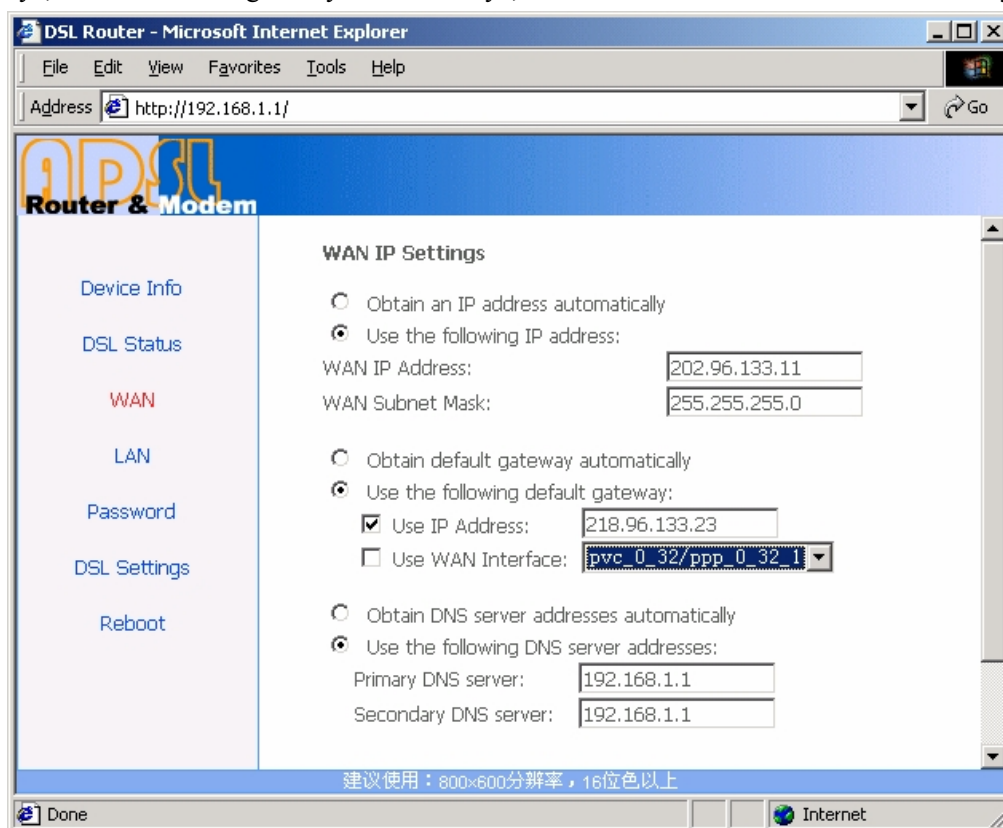 DSL Router - Microsoft Internet Explorer
File Edit View Favorites Tools Help
Address http://192.168.1.1/ Go
ADSL
Router & Modem
WAN IP Settings
Device Info
Obtain an IP address automatically
DSL Status
Use the following IP address:
WAN IP Address: 202.96.133.11
WAN
WAN Subnet Mask: 255.255.255.0
LAN
Obtain default gateway automatically
Use the following default gateway:
Password
Use IP Address: 218.96.133.23
DSL Settings
Use WAN Interface: pvc_0_32/ppp_0_32_1
Reboot
Obtain DNS server addresses automatically
Use the following DNS server addresses:
Primary DNS server: 192.168.1.1
Secondary DNS server: 192.168.1.1
建议使用：800×600分辨率，16位色以上
Done Internet